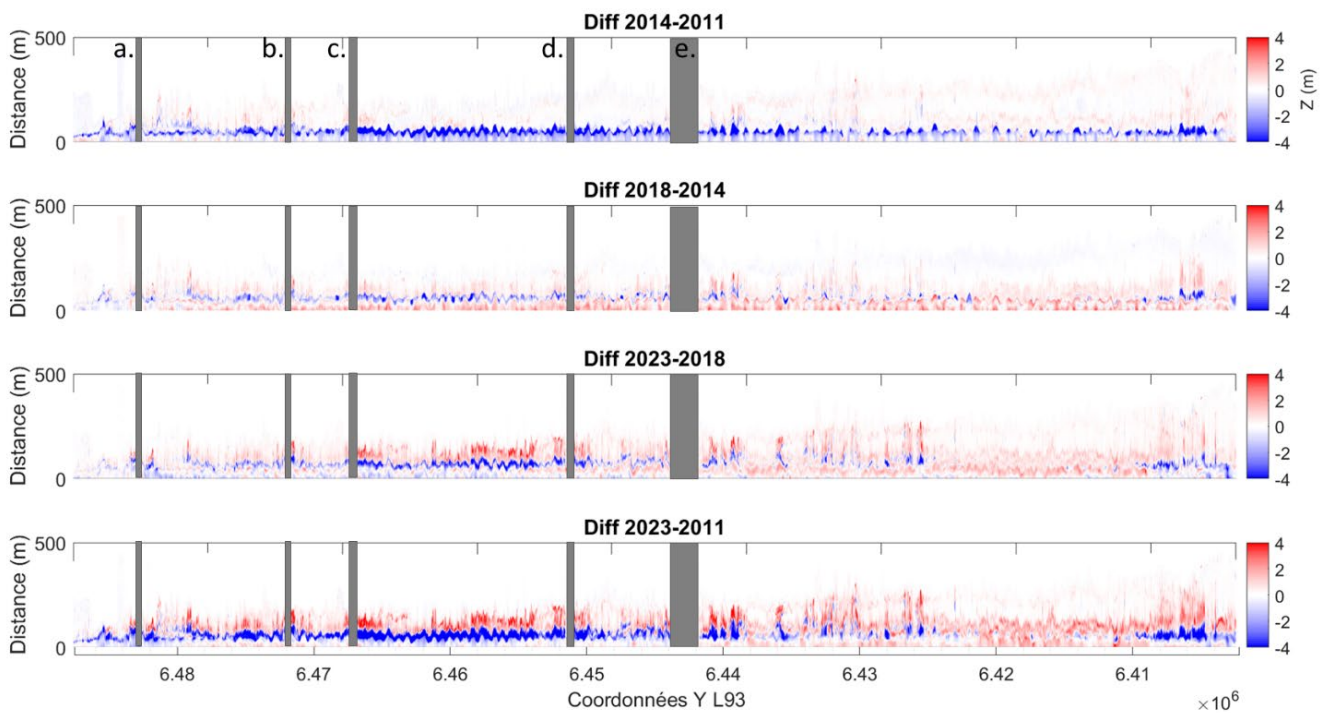 Diff 2014-2011
500
Distance (m)
0
a.
b.
c.
d.
e.
4
2
0
-2
-4
Z (m)
Diff 2018-2014
500
Distance (m)
0
4
2
0
-2
-4
Diff 2023-2018
500
Distance (m)
0
4
2
0
-2
-4
Diff 2023-2011
500
Distance (m)
0
4
2
0
-2
-4
6.48 6.47 6.46 6.45 6.44 6.43 6.42 6.41
Coordonnées Y L93
×10⁶